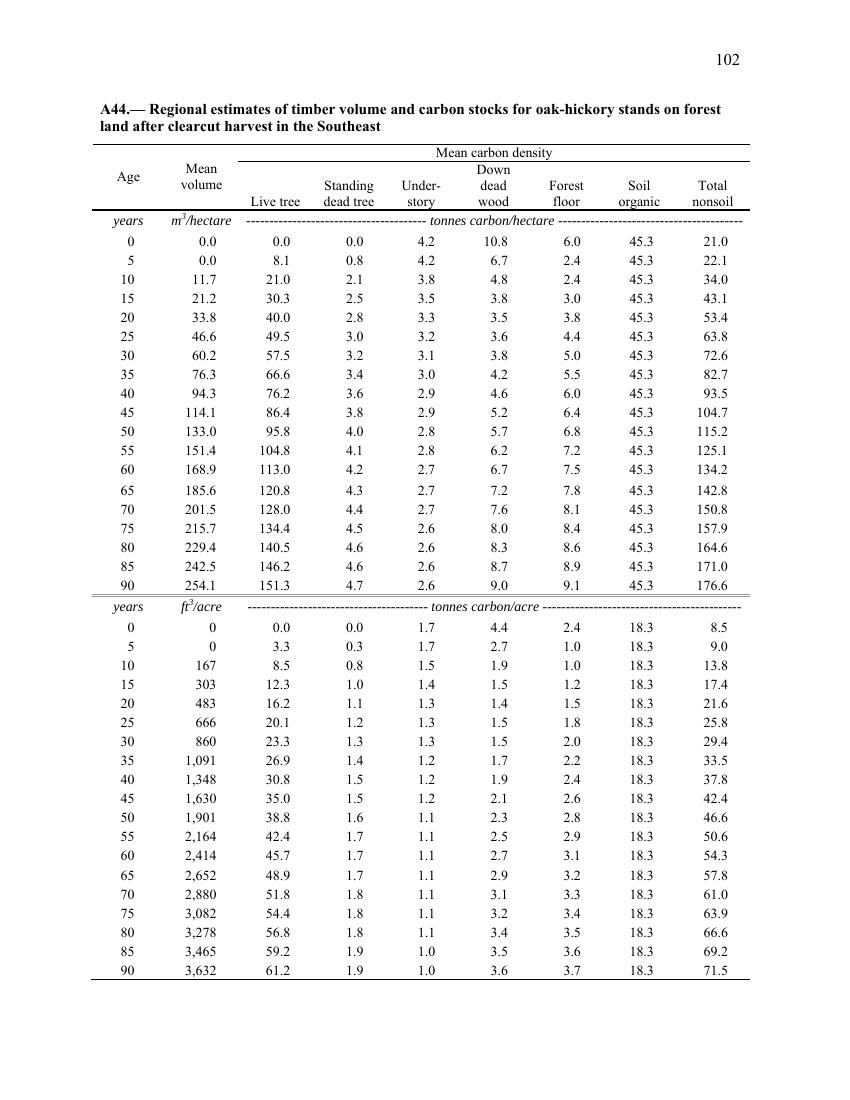 102
A44.— Regional estimates of timber volume and carbon stocks for oak-hickory stands on forest
land after clearcut harvest in the Southeast
Mean carbon density
Age Mean volume Live tree Standing dead tree Under-story Down dead wood Forest floor Soil organic Total nonsoil
years m³/hectare ---------------------------------------- tonnes carbon/hectare ----------------------------------------
0 0.0 0.0 0.0 4.2 10.8 6.0 45.3 21.0
5 0.0 8.1 0.8 4.2 6.7 2.4 45.3 22.1
10 11.7 21.0 2.1 3.8 4.8 2.4 45.3 34.0
15 21.2 30.3 2.5 3.5 3.8 3.0 45.3 43.1
20 33.8 40.0 2.8 3.3 3.5 3.8 45.3 53.4
25 46.6 49.5 3.0 3.2 3.6 4.4 45.3 63.8
30 60.2 57.5 3.2 3.1 3.8 5.0 45.3 72.6
35 76.3 66.6 3.4 3.0 4.2 5.5 45.3 82.7
40 94.3 76.2 3.6 2.9 4.6 6.0 45.3 93.5
45 114.1 86.4 3.8 2.9 5.2 6.4 45.3 104.7
50 133.0 95.8 4.0 2.8 5.7 6.8 45.3 115.2
55 151.4 104.8 4.1 2.8 6.2 7.2 45.3 125.1
60 168.9 113.0 4.2 2.7 6.7 7.5 45.3 134.2
65 185.6 120.8 4.3 2.7 7.2 7.8 45.3 142.8
70 201.5 128.0 4.4 2.7 7.6 8.1 45.3 150.8
75 215.7 134.4 4.5 2.6 8.0 8.4 45.3 157.9
80 229.4 140.5 4.6 2.6 8.3 8.6 45.3 164.6
85 242.5 146.2 4.6 2.6 8.7 8.9 45.3 171.0
90 254.1 151.3 4.7 2.6 9.0 9.1 45.3 176.6
years ft³/acre ---------------------------------------- tonnes carbon/acre ----------------------------------------
0 0 0.0 0.0 1.7 4.4 2.4 18.3 8.5
5 0 3.3 0.3 1.7 2.7 1.0 18.3 9.0
10 167 8.5 0.8 1.5 1.9 1.0 18.3 13.8
15 303 12.3 1.0 1.4 1.5 1.2 18.3 17.4
20 483 16.2 1.1 1.3 1.4 1.5 18.3 21.6
25 666 20.1 1.2 1.3 1.5 1.8 18.3 25.8
30 860 23.3 1.3 1.3 1.5 2.0 18.3 29.4
35 1,091 26.9 1.4 1.2 1.7 2.2 18.3 33.5
40 1,348 30.8 1.5 1.2 1.9 2.4 18.3 37.8
45 1,630 35.0 1.5 1.2 2.1 2.6 18.3 42.4
50 1,901 38.8 1.6 1.1 2.3 2.8 18.3 46.6
55 2,164 42.4 1.7 1.1 2.5 2.9 18.3 50.6
60 2,414 45.7 1.7 1.1 2.7 3.1 18.3 54.3
65 2,652 48.9 1.7 1.1 2.9 3.2 18.3 57.8
70 2,880 51.8 1.8 1.1 3.1 3.3 18.3 61.0
75 3,082 54.4 1.8 1.1 3.2 3.4 18.3 63.9
80 3,278 56.8 1.8 1.1 3.4 3.5 18.3 66.6
85 3,465 59.2 1.9 1.0 3.5 3.6 18.3 69.2
90 3,632 61.2 1.9 1.0 3.6 3.7 18.3 71.5